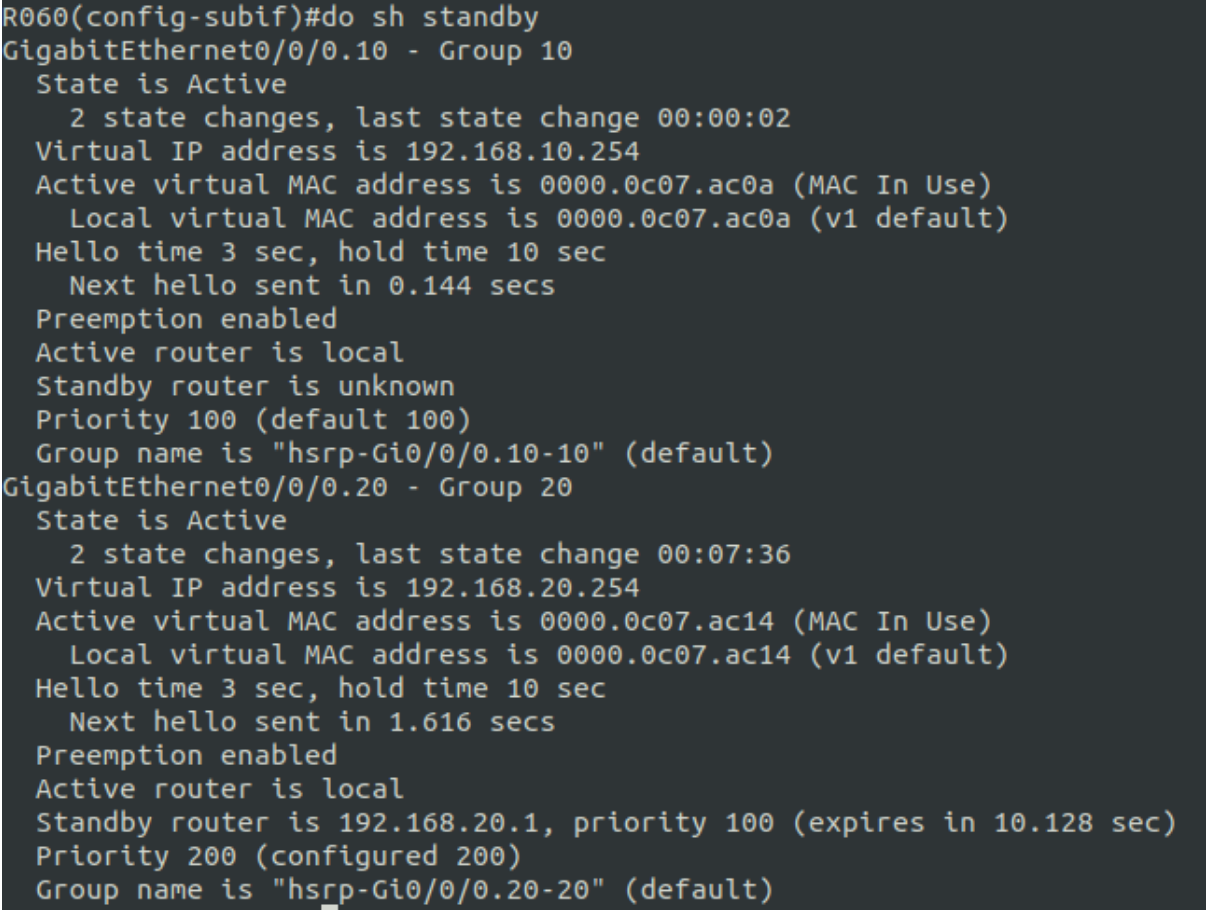 R060(config-subif)#do sh standby
GigabitEthernet0/0/0.10 - Group 10
  State is Active
    2 state changes, last state change 00:00:02
  Virtual IP address is 192.168.10.254
  Active virtual MAC address is 0000.0c07.ac0a (MAC In Use)
    Local virtual MAC address is 0000.0c07.ac0a (v1 default)
  Hello time 3 sec, hold time 10 sec
    Next hello sent in 0.144 secs
  Preemption enabled
  Active router is local
  Standby router is unknown
  Priority 100 (default 100)
  Group name is "hsrp-Gi0/0/0.10-10" (default)
GigabitEthernet0/0/0.20 - Group 20
  State is Active
    2 state changes, last state change 00:07:36
  Virtual IP address is 192.168.20.254
  Active virtual MAC address is 0000.0c07.ac14 (MAC In Use)
    Local virtual MAC address is 0000.0c07.ac14 (v1 default)
  Hello time 3 sec, hold time 10 sec
    Next hello sent in 1.616 secs
  Preemption enabled
  Active router is local
  Standby router is 192.168.20.1, priority 100 (expires in 10.128 sec)
  Priority 200 (configured 200)
  Group name is "hsrp-Gi0/0/0.20-20" (default)